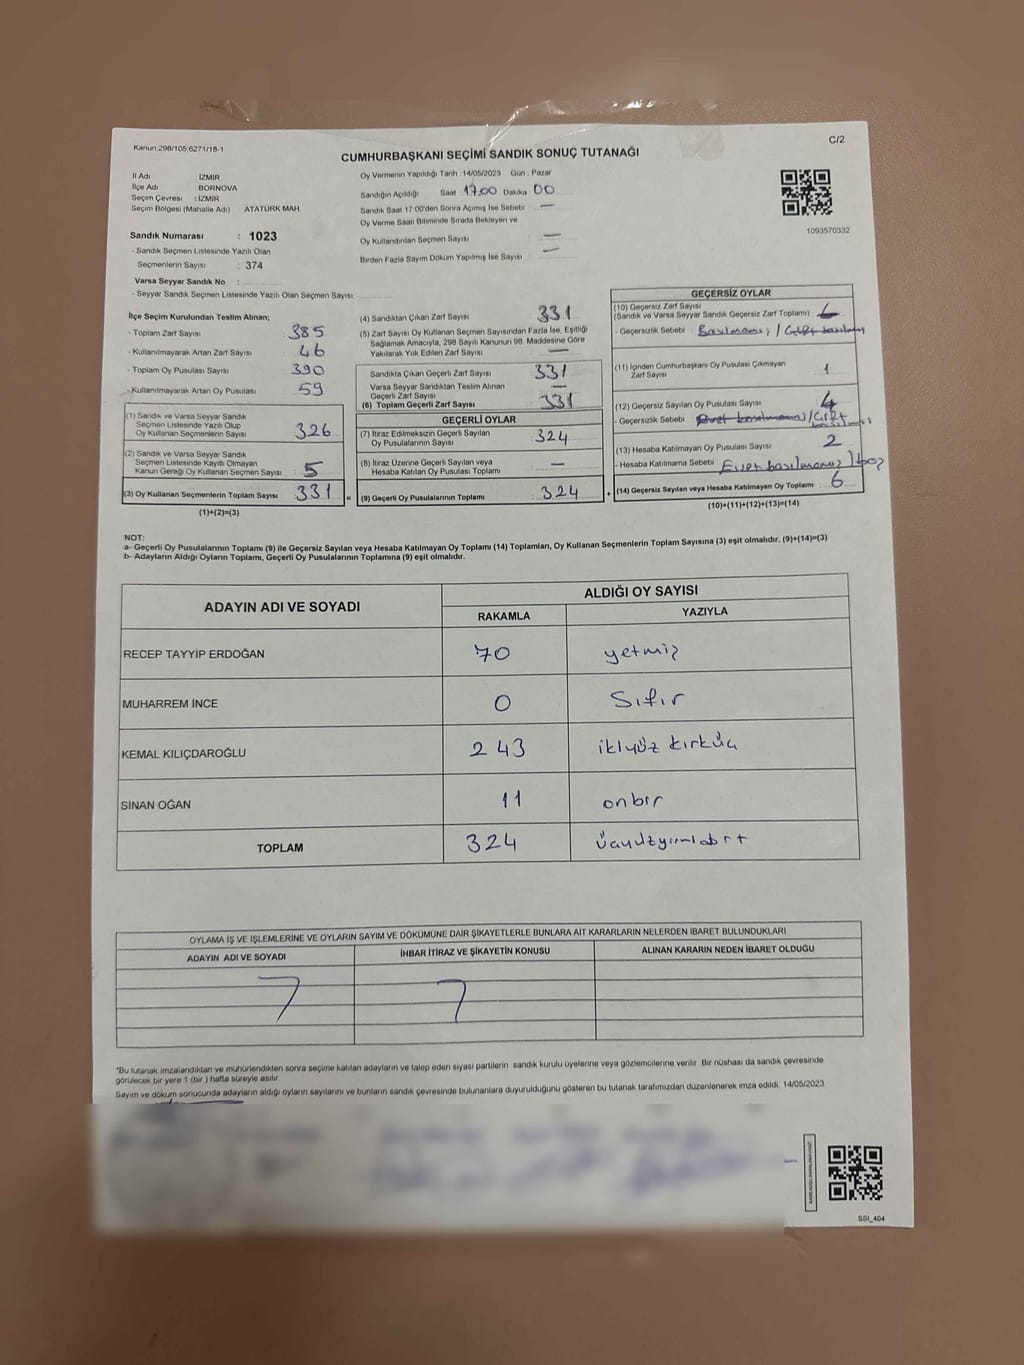 Kanun 298/105,6271/18-1
C/2
CUMHURBAŞKANI SEÇİMİ SANDIK SONUÇ TUTANAĞI
İl Adı İZMİR
İlçe Adı BORNOVA
Seçim Çevresi : İZMİR
Seçim Bölgesi (Mahalle Adı) ATATÜRK MAH.
Sandık Numarası : 1023
- Sandık Seçmen Listesinde Yazılı Olan
Seçmenlerin Sayısı : 374
Varsa Seyyar Sandık No :
- Seyyar Sandık Seçmen Listesinde Yazılı Olan Seçmen Sayısı
Oy Vermenin Yapıldığı Tarih :14/05/2023 Gün : Pazar
Sandığın Açıldığı Saat 17.00 Dakika 00
Sandık Saat 17.00'den Sonra Açımış İse Sebebi —
Oy Verme Saati Bitiminde Sırada Bekleyen ve
Oy Kullandırılan Seçmen Sayısı —
Birden Fazla Sayım Döküm Yapılmış İse Sayısı —
1093570332
İlçe Seçim Kurulundan Teslim Alınan;
- Toplam Zarf Sayısı 385
- Kullanılmayarak Artan Zarf Sayısı 46
- Toplam Oy Pusulası Sayısı 390
- Kullanılmayarak Artan Oy Pusulası 59
(1) Sandık ve Varsa Seyyar Sandık
Seçmen Listesinde Yazılı Olup
Oy Kullanan Seçmenlerin Sayısı 326
(2) Sandık ve Varsa Seyyar Sandık
Seçmen Listesinde Kayıtlı Olmayan
Kanun Gereği Oy Kullanan Seçmen Sayısı : 5
(3) Oy Kullanan Seçmenlerin Toplam Sayısı : 331
(1)+(2)=(3)
(4) Sandıktan Çıkan Zarf Sayısı 331
(5) Zarf Sayısı Oy Kullanan Seçmen Sayısından Fazla İse, Eşitliği
Sağlamak Amacıyla, 298 Sayılı Kanunun 98. Maddesine Göre
Yakılarak Yok Edilen Zarf Sayısı —
Sandıkta Çıkan Geçerli Zarf Sayısı 331
Varsa Seyyar Sandıktan Teslim Alınan
Geçerli Zarf Sayısı —
(6) Toplam Geçerli Zarf Sayısı 331
GEÇERLİ OYLAR
(7) İtiraz Edilmeksizin Geçerli Sayılan
Oy Pusulasının Sayısı 324
(8) İtiraz Üzerine Geçerli Sayılan veya
Hesaba Katılan Oy Pusulası Toplamı —
= (9) Geçerli Oy Pusulalarının Toplamı 324 +
GEÇERSİZ OYLAR
(10) Geçersiz Zarf Sayısı
(Sandık ve Varsa Seyyar Sandık Geçersiz Zarf Toplamı)
- Geçersizlik Sebebi
(11) İçinden Cumhurbaşkanı Oy Pusulası Çıkmayan
Zarf Sayısı 1
(12) Geçersiz Sayılan Oy Pusulası Sayısı 4
- Geçersizlik Sebebi
(13) Hesaba Katılmayan Oy Pusulası Sayısı 2
- Hesaba Katılmama Sebebi Evet basılmamış / boş
(14) Geçersiz Sayılan veya Hesaba Katılmayan Oy Toplamı : 6
(10)+(11)+(12)+(13)=(14)
NOT:
a- Geçerli Oy Pusulalarının Toplamı (9) ile Geçersiz Sayılan veya Hesaba Katılmayan Oy Toplamı (14) Toplamları, Oy Kullanan Seçmenlerin Toplam Sayısına (3) eşit olmalıdır. (9)+(14)=(3)
b- Adayların Aldığı Oyların Toplamı, Geçerli Oy Pusulalarının Toplamına (9) eşit olmalıdır.
ADAYIN ADI VE SOYADI
ALDIĞI OY SAYISI
RAKAMLA YAZIYLA
RECEP TAYYİP ERDOĞAN 70 yetmiş
MUHARREM İNCE 0 Sıfır
KEMAL KILIÇDAROĞLU 243 ikiyüz kırküç
SİNAN OĞAN 11 onbir
TOPLAM 324
OYLAMA İŞ VE İŞLEMLERİNE VE OYLARIN SAYIM VE DÖKÜMÜNE DAİR ŞİKAYETLERLE BUNLARA AİT KARARLARIN NELERDEN İBARET BULUNDUKLARI
ADAYIN ADI VE SOYADI İHBAR İTİRAZ VE ŞİKAYETİN KONUSU ALINAN KARARIN NEDEN İBARET OLDUĞU
*Bu tutanak imzalandıktan ve mühürlendikten sonra seçime katılan adayların ve talep eden siyasi partilerin sandık kurulu üyelerine veya gözlemcilerine verilir. Bir nüshası da sandık çevresinde
görülecek bir yere 1 (bir ) hafta süreyle asılır.
Sayım ve döküm sonucunda adayların aldığı oyların sayılarını ve bunların sandık çevresinde bulunanlara duyurulduğunu gösteren bu tutanak tarafımızdan düzenlenerek imza edildi. 14/05/2023
SSI_404